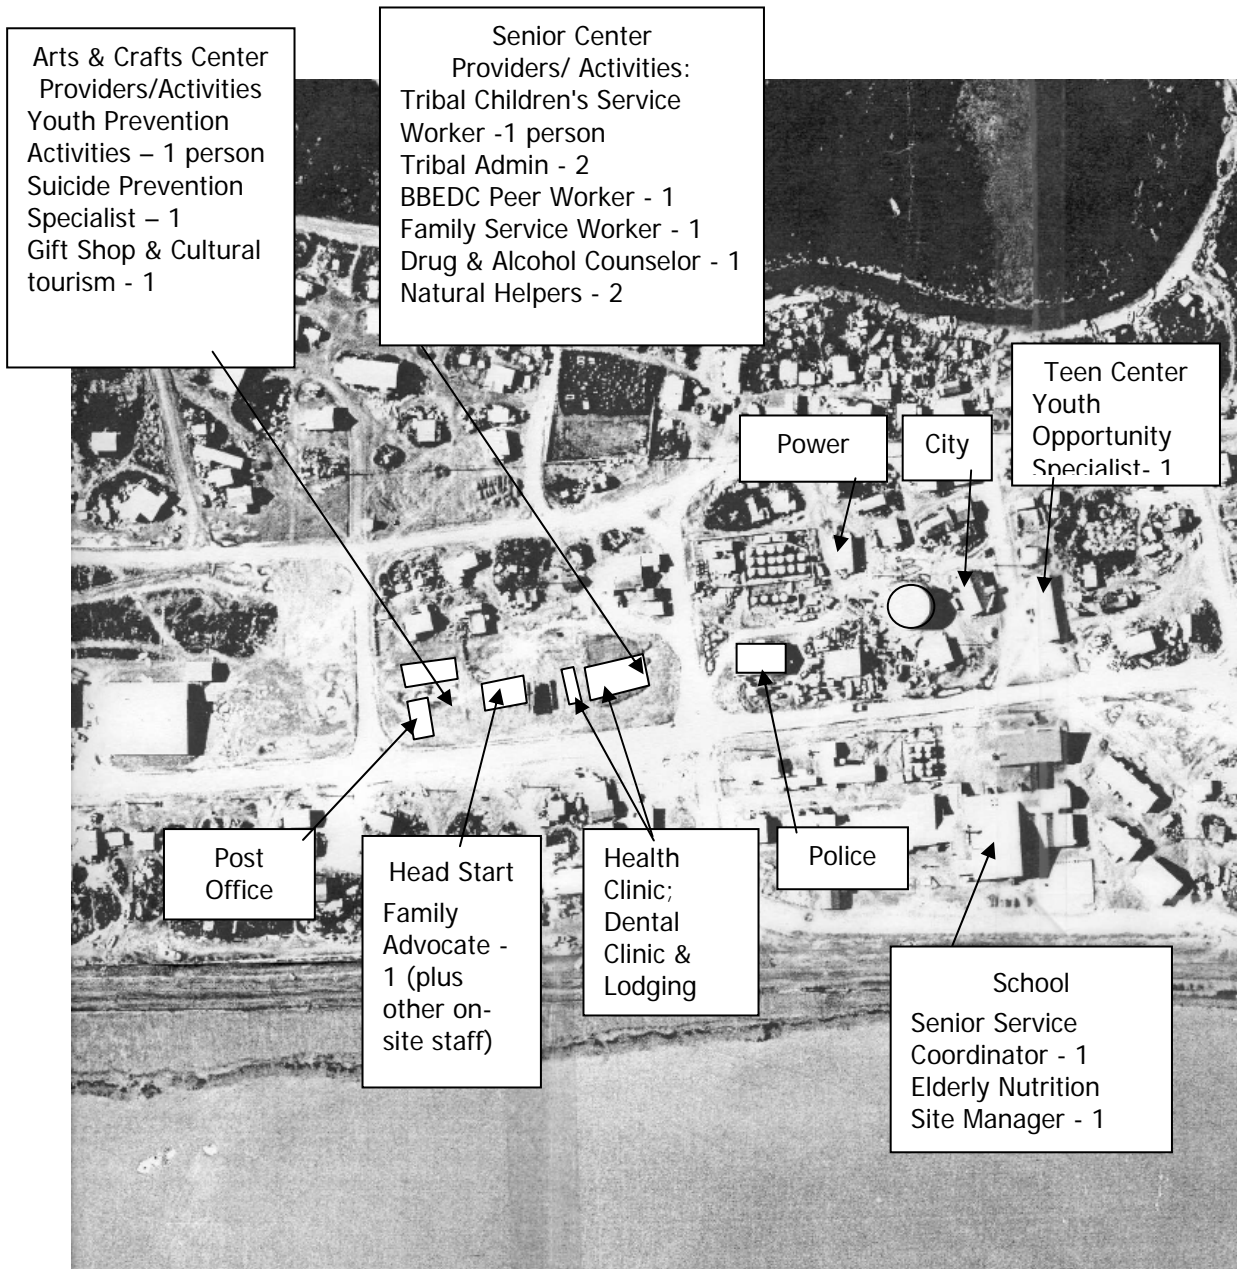 Arts & Crafts Center
Providers/Activities
Youth Prevention
Activities – 1 person
Suicide Prevention
Specialist – 1
Gift Shop & Cultural
tourism - 1
Senior Center
Providers/ Activities:
Tribal Children's Service
Worker -1 person
Tribal Admin - 2
BBEDC Peer Worker - 1
Family Service Worker - 1
Drug & Alcohol Counselor - 1
Natural Helpers - 2
Teen Center
Youth
Opportunity
Specialist- 1
Power
City
Post
Office
Head Start
Family
Advocate -
1 (plus
other on-
site staff)
Health
Clinic;
Dental
Clinic &
Lodging
Police
School
Senior Service
Coordinator - 1
Elderly Nutrition
Site Manager - 1